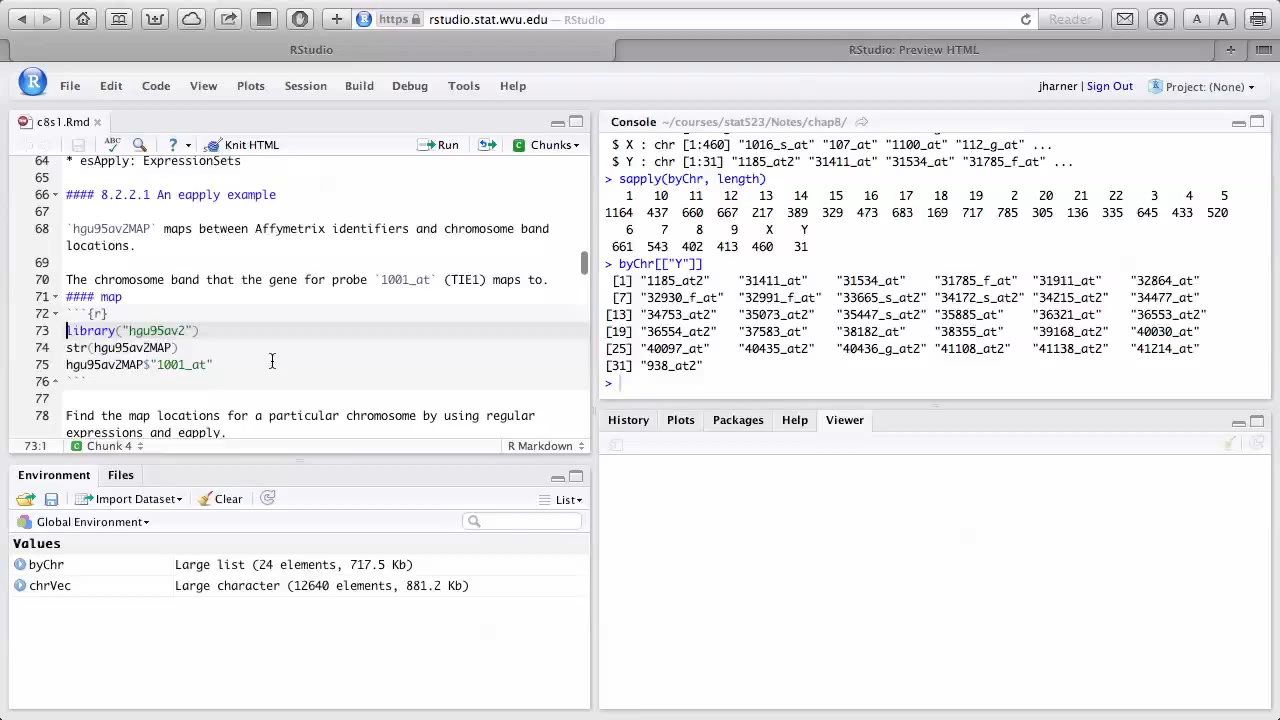 https rstudio.stat.wvu.edu — RStudio
Reader
A A
RStudio
RStudio: Preview HTML
R File Edit Code View Plots Session Build Debug Tools Help
jharner | Sign Out
Project: (None)
c8s1.Rmd
Knit HTML
Run
Chunks
64 * esApply: ExpressionSets
65
66 #### 8.2.2.1 An eapply example
67
68 `hgu95av2MAP` maps between Affymetrix identifiers and chromosome band
locations.
69
70 The chromosome band that the gene for probe `1001_at` (TIE1) maps to.
71 #### map
72 ```{r}
73 library("hgu95av2")
74 str(hgu95av2MAP)
75 hgu95av2MAP$"1001_at"
76 ```
77
78 Find the map locations for a particular chromosome by using regular
expressions and eapply.
73:1 Chunk 4 R Markdown
Environment Files
Import Dataset Clear List
Global Environment
Values
byChr Large list (24 elements, 717.5 Kb)
chrVec Large character (12640 elements, 881.2 Kb)
Console ~/courses/stat523/Notes/chap8/
$ X : chr [1:460] "1016_s_at" "107_at" "1100_at" "112_g_at" ...
$ Y : chr [1:31] "1185_at2" "31411_at" "31534_at" "31785_f_at" ...
> sapply(byChr, length)
1 10 11 12 13 14 15 16 17 18 19 2 20 21 22 3 4 5
1164 437 660 667 217 389 329 473 683 169 717 785 305 136 335 645 433 520
6 7 8 9 X Y
661 543 402 413 460 31
> byChr[["Y"]]
[1] "1185_at2" "31411_at" "31534_at" "31785_f_at" "31911_at" "32864_at"
[7] "32930_f_at" "32991_f_at" "33665_s_at2" "34172_s_at" "34215_at2" "34477_at"
[13] "34753_at2" "35073_at2" "35447_s_at2" "35885_at" "36321_at" "36553_at2"
[19] "36554_at2" "37583_at" "38182_at" "38355_at" "39168_at2" "40030_at"
[25] "40097_at" "40435_at2" "40436_g_at2" "41108_at2" "41138_at2" "41214_at"
[31] "938_at2"
>
History Plots Packages Help Viewer